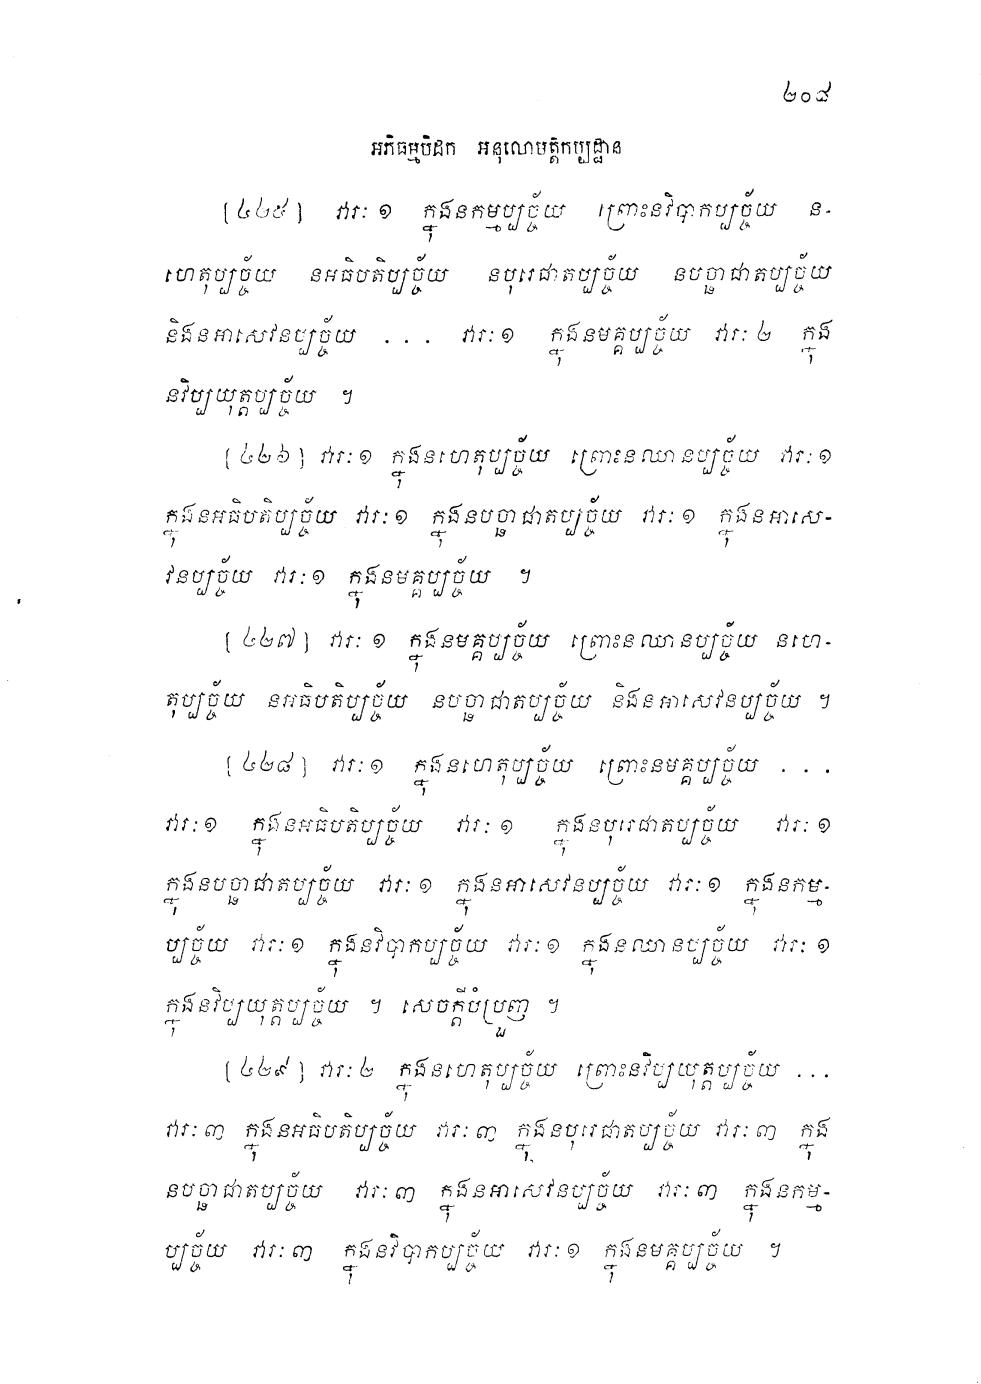 ២០៨
អភិធម្មបិដក អនុលោមត្តិកប្បដ្ឋាន
[៤២៥] វារៈ ១ ក្នុងនកម្មប្បច្ច័យ ព្រោះនវិបាកប្បច្ច័យ ន-
ហេតុប្បច្ច័យ នអធិបតិប្បច្ច័យ នបុរេជាតប្បច្ច័យ នបច្ឆាជាតប្បច្ច័យ
និងនអាសេវនប្បច្ច័យ ... វារៈ ១ ក្នុងនមគ្គប្បច្ច័យ វារៈ ២ ក្នុង
នវិប្បយុត្តប្បច្ច័យ ។
[៤២៦] វារៈ ១ ក្នុងនហេតុប្បច្ច័យ ព្រោះនឈានប្បច្ច័យ វារៈ ១
ក្នុងនអធិបតិប្បច្ច័យ វារៈ ១ ក្នុងនបច្ឆាជាតប្បច្ច័យ វារៈ ១ ក្នុងនអាសេ-
វនប្បច្ច័យ វារៈ ១ ក្នុងនមគ្គប្បច្ច័យ ។
[៤២៧] វារៈ ១ ក្នុងនមគ្គប្បច្ច័យ ព្រោះនឈានប្បច្ច័យ នហេ-
តុប្បច្ច័យ នអធិបតិប្បច្ច័យ នបច្ឆាជាតប្បច្ច័យ និងនអាសេវនប្បច្ច័យ ។
[៤២៨] វារៈ ១ ក្នុងនហេតុប្បច្ច័យ ព្រោះនមគ្គប្បច្ច័យ ...
វារៈ ១ ក្នុងនអធិបតិប្បច្ច័យ វារៈ ១ ក្នុងនបុរេជាតប្បច្ច័យ វារៈ ១
ក្នុងនបច្ឆាជាតប្បច្ច័យ វារៈ ១ ក្នុងនអាសេវនប្បច្ច័យ វារៈ ១ ក្នុងនកម្ម-
ប្បច្ច័យ វារៈ ១ ក្នុងនវិបាកប្បច្ច័យ វារៈ ១ ក្នុងនឈានប្បច្ច័យ វារៈ ១
ក្នុងនវិប្បយុត្តប្បច្ច័យ ។ សេចក្តីបំប្រួញ ។
[៤២៩] វារៈ ២ ក្នុងនហេតុប្បច្ច័យ ព្រោះនវិប្បយុត្តប្បច្ច័យ ...
វារៈ ៣ ក្នុងនអធិបតិប្បច្ច័យ វារៈ ៣ ក្នុងនបុរេជាតប្បច្ច័យ វារៈ ៣ ក្នុង
នបច្ឆាជាតប្បច្ច័យ វារៈ ៣ ក្នុងនអាសេវនប្បច្ច័យ វារៈ ៣ ក្នុងនកម្ម-
ប្បច្ច័យ វារៈ ៣ ក្នុងនវិបាកប្បច្ច័យ វារៈ ១ ក្នុងនមគ្គប្បច្ច័យ ។